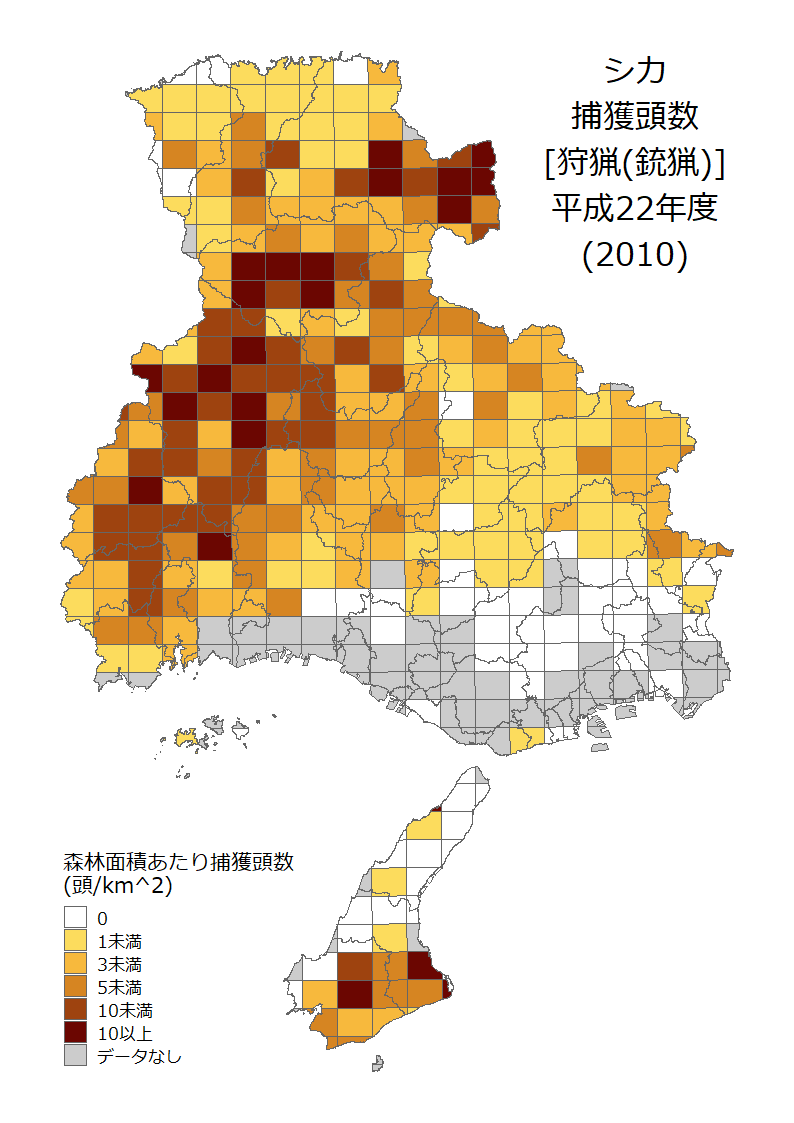 シカ
捕獲頭数
[狩猟(銃猟)]
平成22年度
(2010)
森林面積あたり捕獲頭数
(頭/km^2)
0
1未満
3未満
5未満
10未満
10以上
データなし